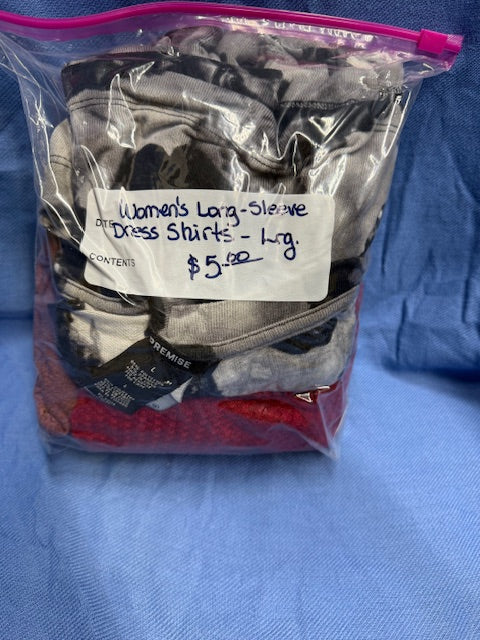 Women's Long-Sleeve
DATE
Dress Shirts - Lrg.
CONTENTS
$5.00
PREMISE
L